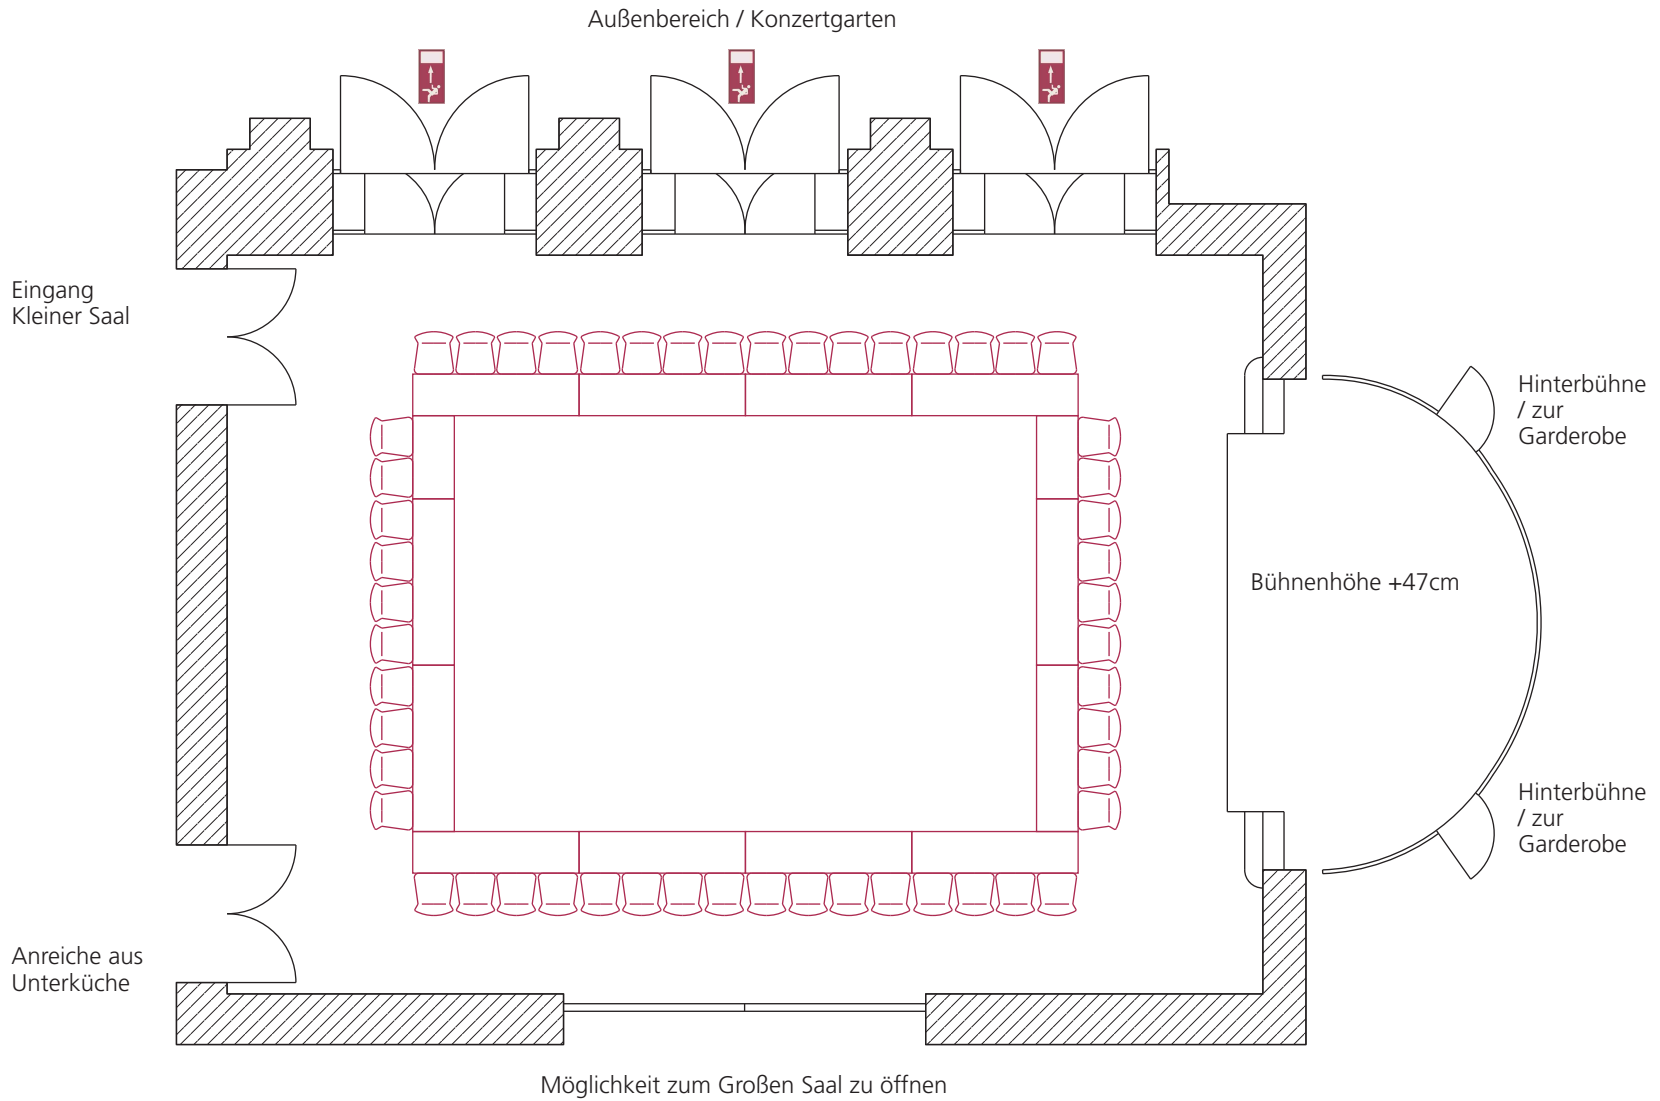 Außenbereich / Konzertgarten
Eingang
Kleiner Saal
Hinterbühne
/ zur
Garderobe
Bühnenhöhe +47cm
Hinterbühne
/ zur
Garderobe
Anreiche aus
Unterküche
Möglichkeit zum Großen Saal zu öffnen